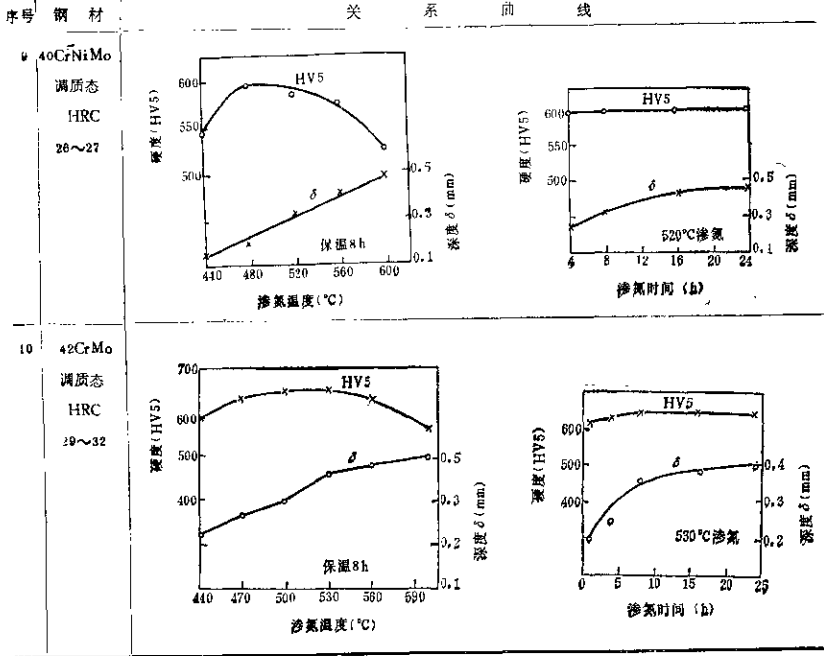 序号 钢材 关系曲线
9 40CrNiMo
调质态
HRC
26～27
硬度(HV5)
600
550
500
HV5
δ
保温8h
0.5
0.3
0.1
深度δ(mm)
440 480 520 560 600
渗氮温度(°C)
硬度(HV5)
600
550
500
HV5
δ
520°C渗氮
0.5
0.3
0.1
深度δ(mm)
4 8 12 16 20 24
渗氮时间 (h)
10 42CrMo
调质态
HRC
29～32
硬度(HV5)
700
600
500
400
HV5
δ
保温8h
0.5
0.3
0.2
0.1
深度δ(mm)
440 470 500 530 560 590
渗氮温度(°C)
硬度(HV5)
600
500
400
HV5
δ
530°C渗氮
0.4
0.3
0.2
深度δ(mm)
0 5 10 15 20 25
渗氮时间(h)